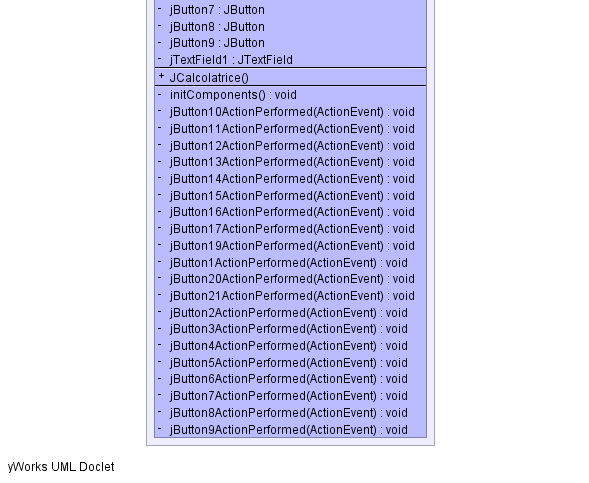 - jButton7 : JButton
- jButton8 : JButton
- jButton9 : JButton
- jTextField1 : JTextField
+ JCalcolatrice()
- initComponents() : void
- jButton10ActionPerformed(ActionEvent) : void
- jButton11ActionPerformed(ActionEvent) : void
- jButton12ActionPerformed(ActionEvent) : void
- jButton13ActionPerformed(ActionEvent) : void
- jButton14ActionPerformed(ActionEvent) : void
- jButton15ActionPerformed(ActionEvent) : void
- jButton16ActionPerformed(ActionEvent) : void
- jButton17ActionPerformed(ActionEvent) : void
- jButton19ActionPerformed(ActionEvent) : void
- jButton1ActionPerformed(ActionEvent) : void
- jButton20ActionPerformed(ActionEvent) : void
- jButton21ActionPerformed(ActionEvent) : void
- jButton2ActionPerformed(ActionEvent) : void
- jButton3ActionPerformed(ActionEvent) : void
- jButton4ActionPerformed(ActionEvent) : void
- jButton5ActionPerformed(ActionEvent) : void
- jButton6ActionPerformed(ActionEvent) : void
- jButton7ActionPerformed(ActionEvent) : void
- jButton8ActionPerformed(ActionEvent) : void
- jButton9ActionPerformed(ActionEvent) : void
yWorks UML Doclet